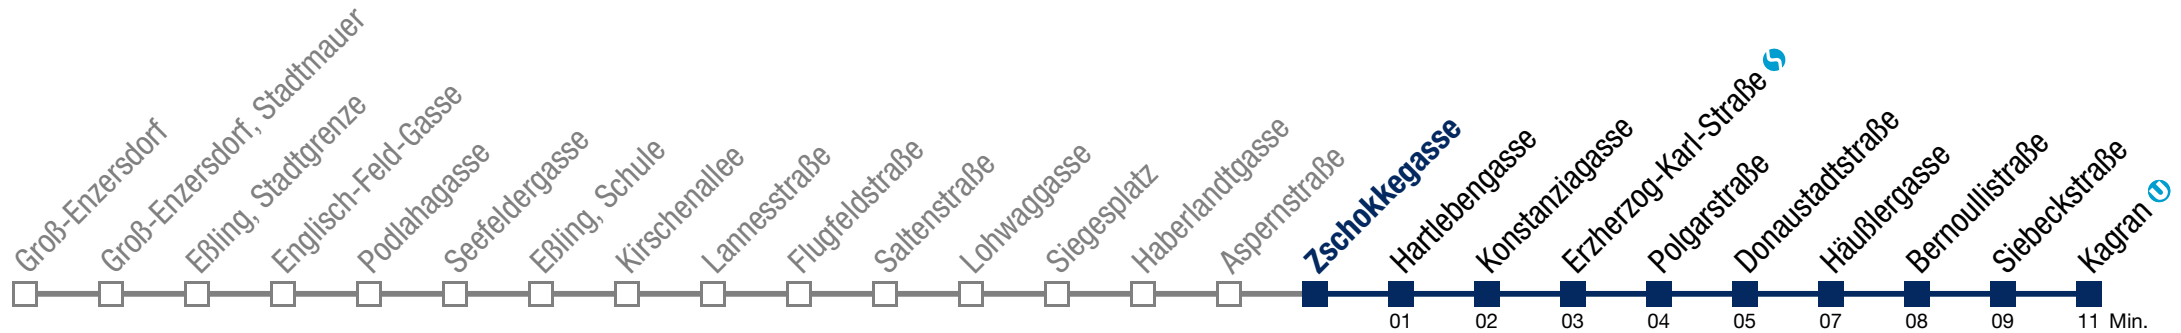 Groß-Enzersdorf
Groß-Enzersdorf, Stadtmauer
Eßling, Stadtgrenze
Englisch-Feld-Gasse
Podlahagasse
Seefeldergasse
Eßling, Schule
Kirschenallee
Lannesstraße
Flugfeldstraße
Saltenstraße
Lohwaggasse
Siegesplatz
Haberlandtgasse
Aspernstraße
Zschokkegasse
Hartlebengasse
Konstanziagasse
Erzherzog-Karl-Straße
Polgarstraße
Donaustadtstraße
Häußlergasse
Bernoullistraße
Siebeckstraße
Kagran U
01 02 03 04 05 07 08 09 11 Min.